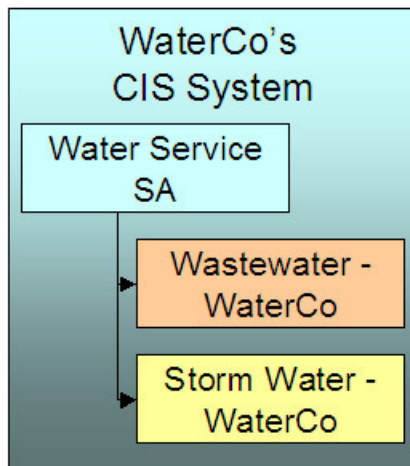 WaterCo's
CIS System
Water Service
SA
Wastewater -
WaterCo
Storm Water -
WaterCo